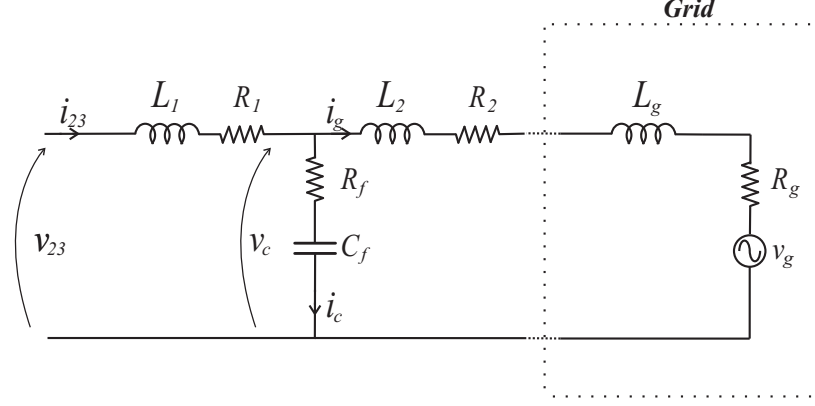 Grid
i23 L1 R1 ig L2 R2 Lg
Rf Rg
v23 vc Cf vg
ic